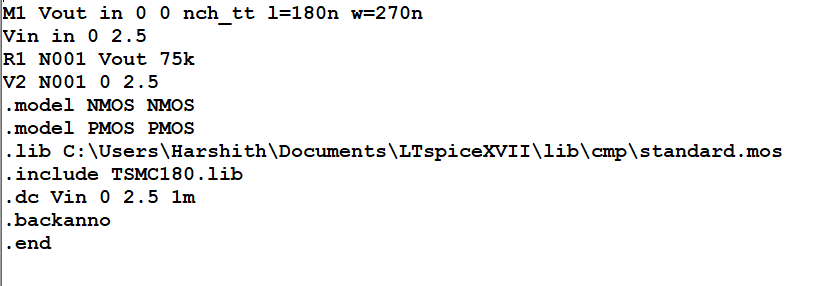 M1 Vout in 0 0 nch_tt l=180n w=270n
Vin in 0 2.5
R1 N001 Vout 75k
V2 N001 0 2.5
.model NMOS NMOS
.model PMOS PMOS
.lib C:\Users\Harshith\Documents\LTspiceXVII\lib\cmp\standard.mos
.include TSMC180.lib
.dc Vin 0 2.5 1m
.backanno
.end